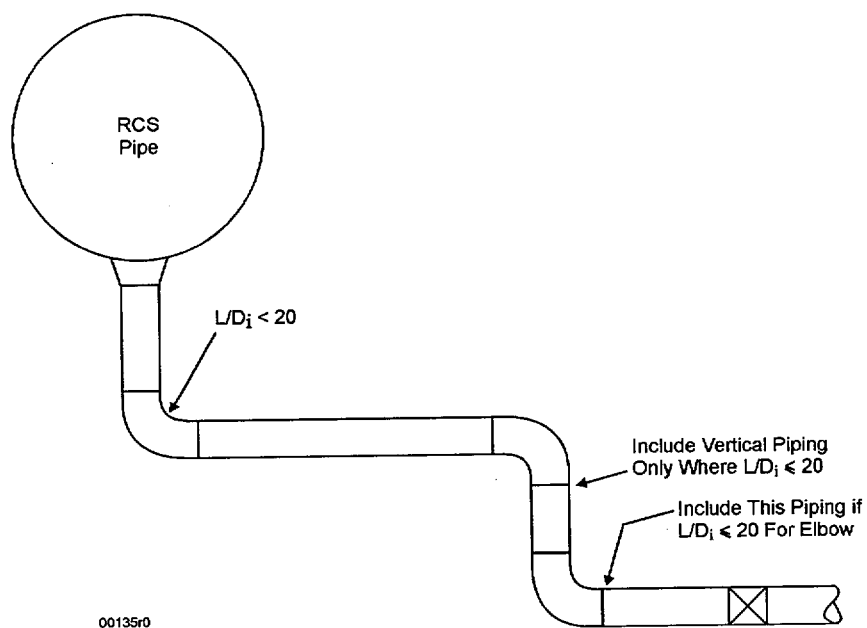 RCS
Pipe
L/Di < 20
Include Vertical Piping
Only Where L/Di ⩽ 20
Include This Piping if
L/Di ⩽ 20 For Elbow
00135r0